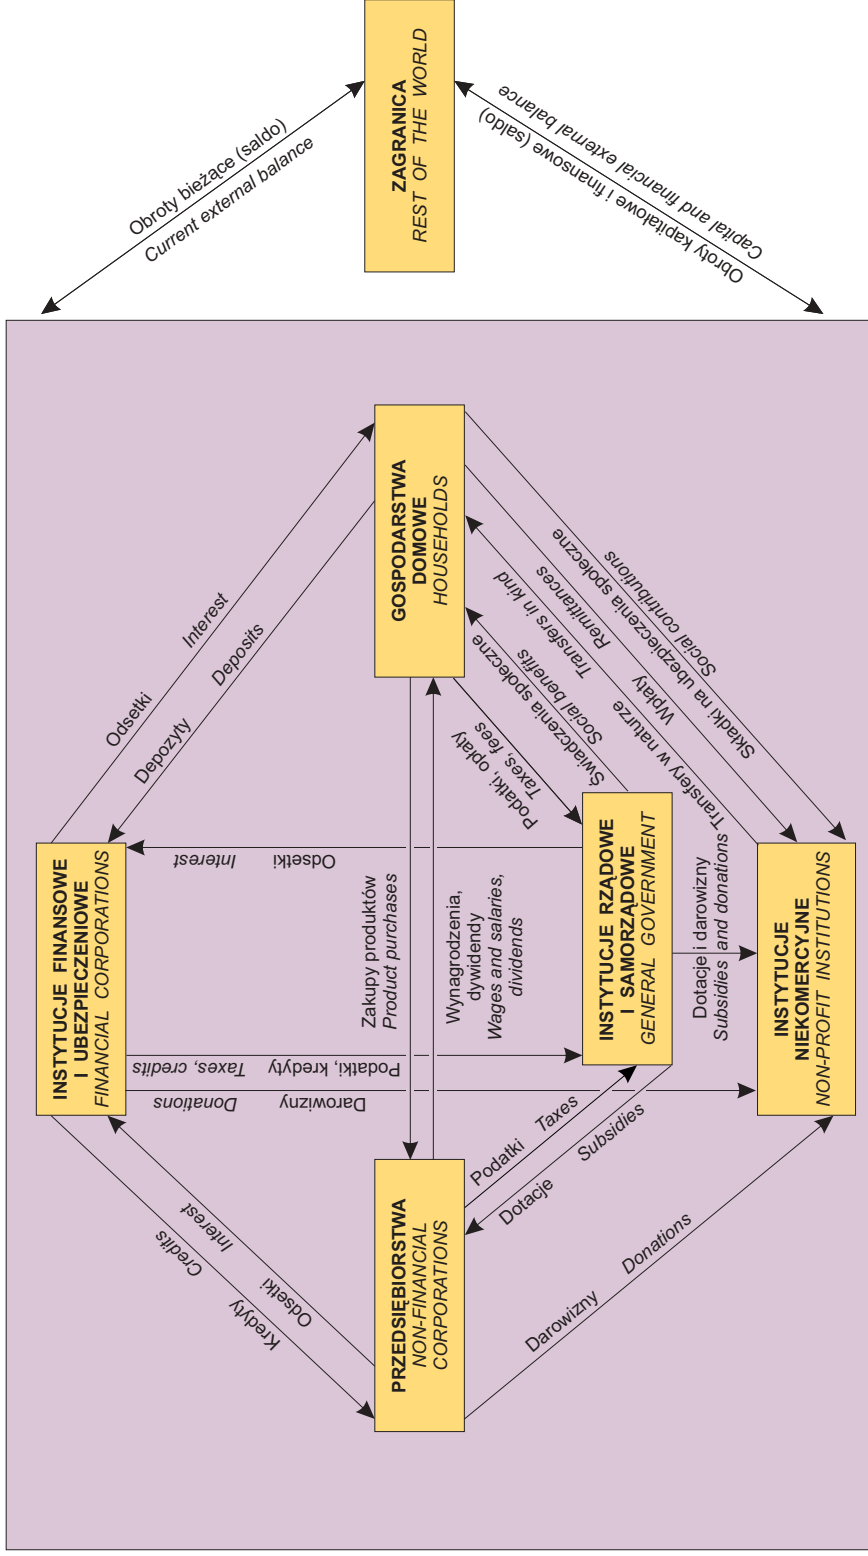 INSTYTUCJE FINANSOWE
I UBEZPIECZENIOWE
FINANCIAL CORPORATIONS
Kredyty Credits
Odsetki Interest
Odsetki Interest
Depozyty Deposits
Darowizny Donations
Podatki, kredyty Taxes, credits
Odsetki Interest
PRZEDSIĘBIORSTWA
NON-FINANCIAL
CORPORATIONS
Zakupy produktów
Product purchases
Wynagrodzenia,
dywidendy
Wages and salaries,
dividends
GOSPODARSTWA
DOMOWE
HOUSEHOLDS
Podatki Taxes
Dotacje Subsidies
Podatki, opłaty
Taxes, fees
Świadczenia społeczne
Social benefits
Transfery w naturze Transfers in kind
Wpłaty Remittances
Składki na ubezpieczenia społeczne
Social contributions
INSTYTUCJE RZĄDOWE
I SAMORZĄDOWE
GENERAL GOVERNMENT
Darowizny Donations
Dotacje i darowizny
Subsidies and donations
INSTYTUCJE
NIEKOMERCYJNE
NON-PROFIT INSTITUTIONS
Obroty bieżące (saldo)
Current external balance
ZAGRANICA
REST OF THE WORLD
Obroty kapitałowe i finansowe (saldo)
Capital and financial external balance